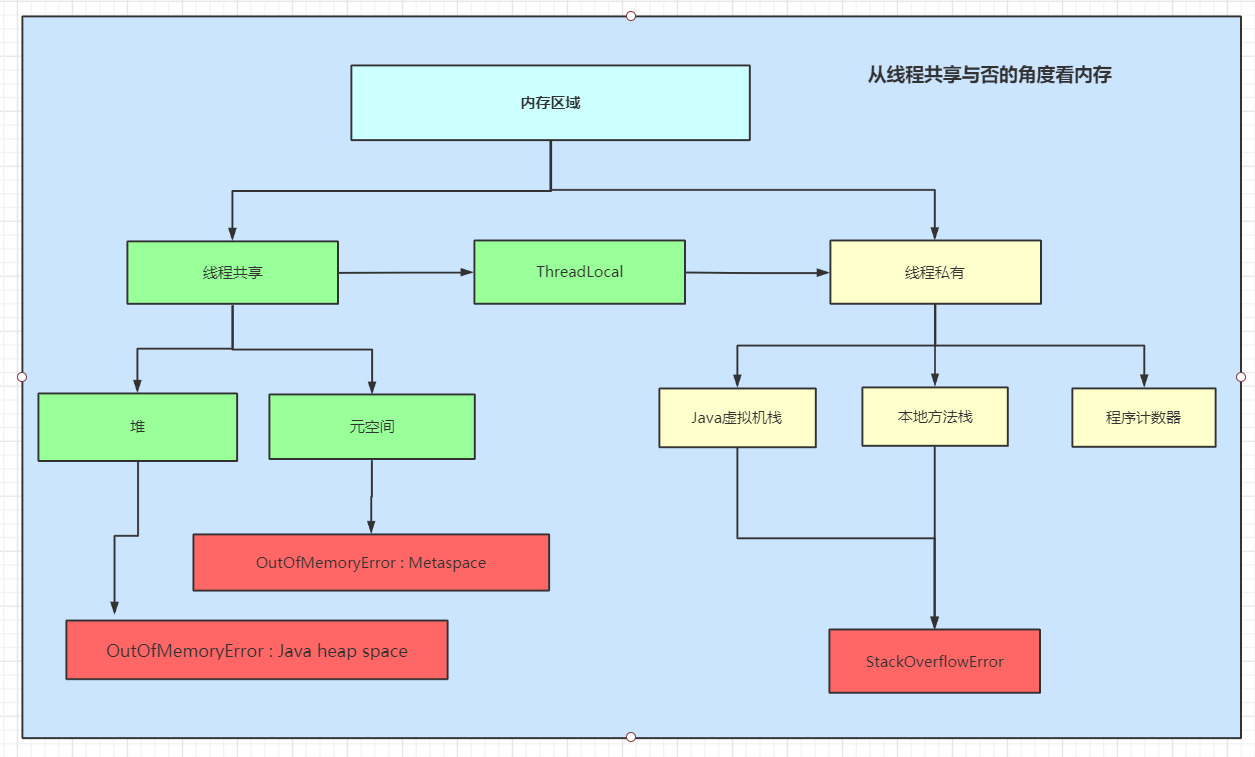 从线程共享与否的角度看内存
内存区域
线程共享
ThreadLocal
线程私有
堆
元空间
Java虚拟机栈
本地方法栈
程序计数器
OutOfMemoryError : Metaspace
OutOfMemoryError : Java heap space
StackOverflowError